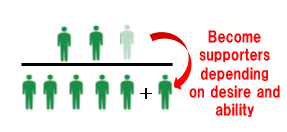 Become
supporters
depending
on desire and
ability
+